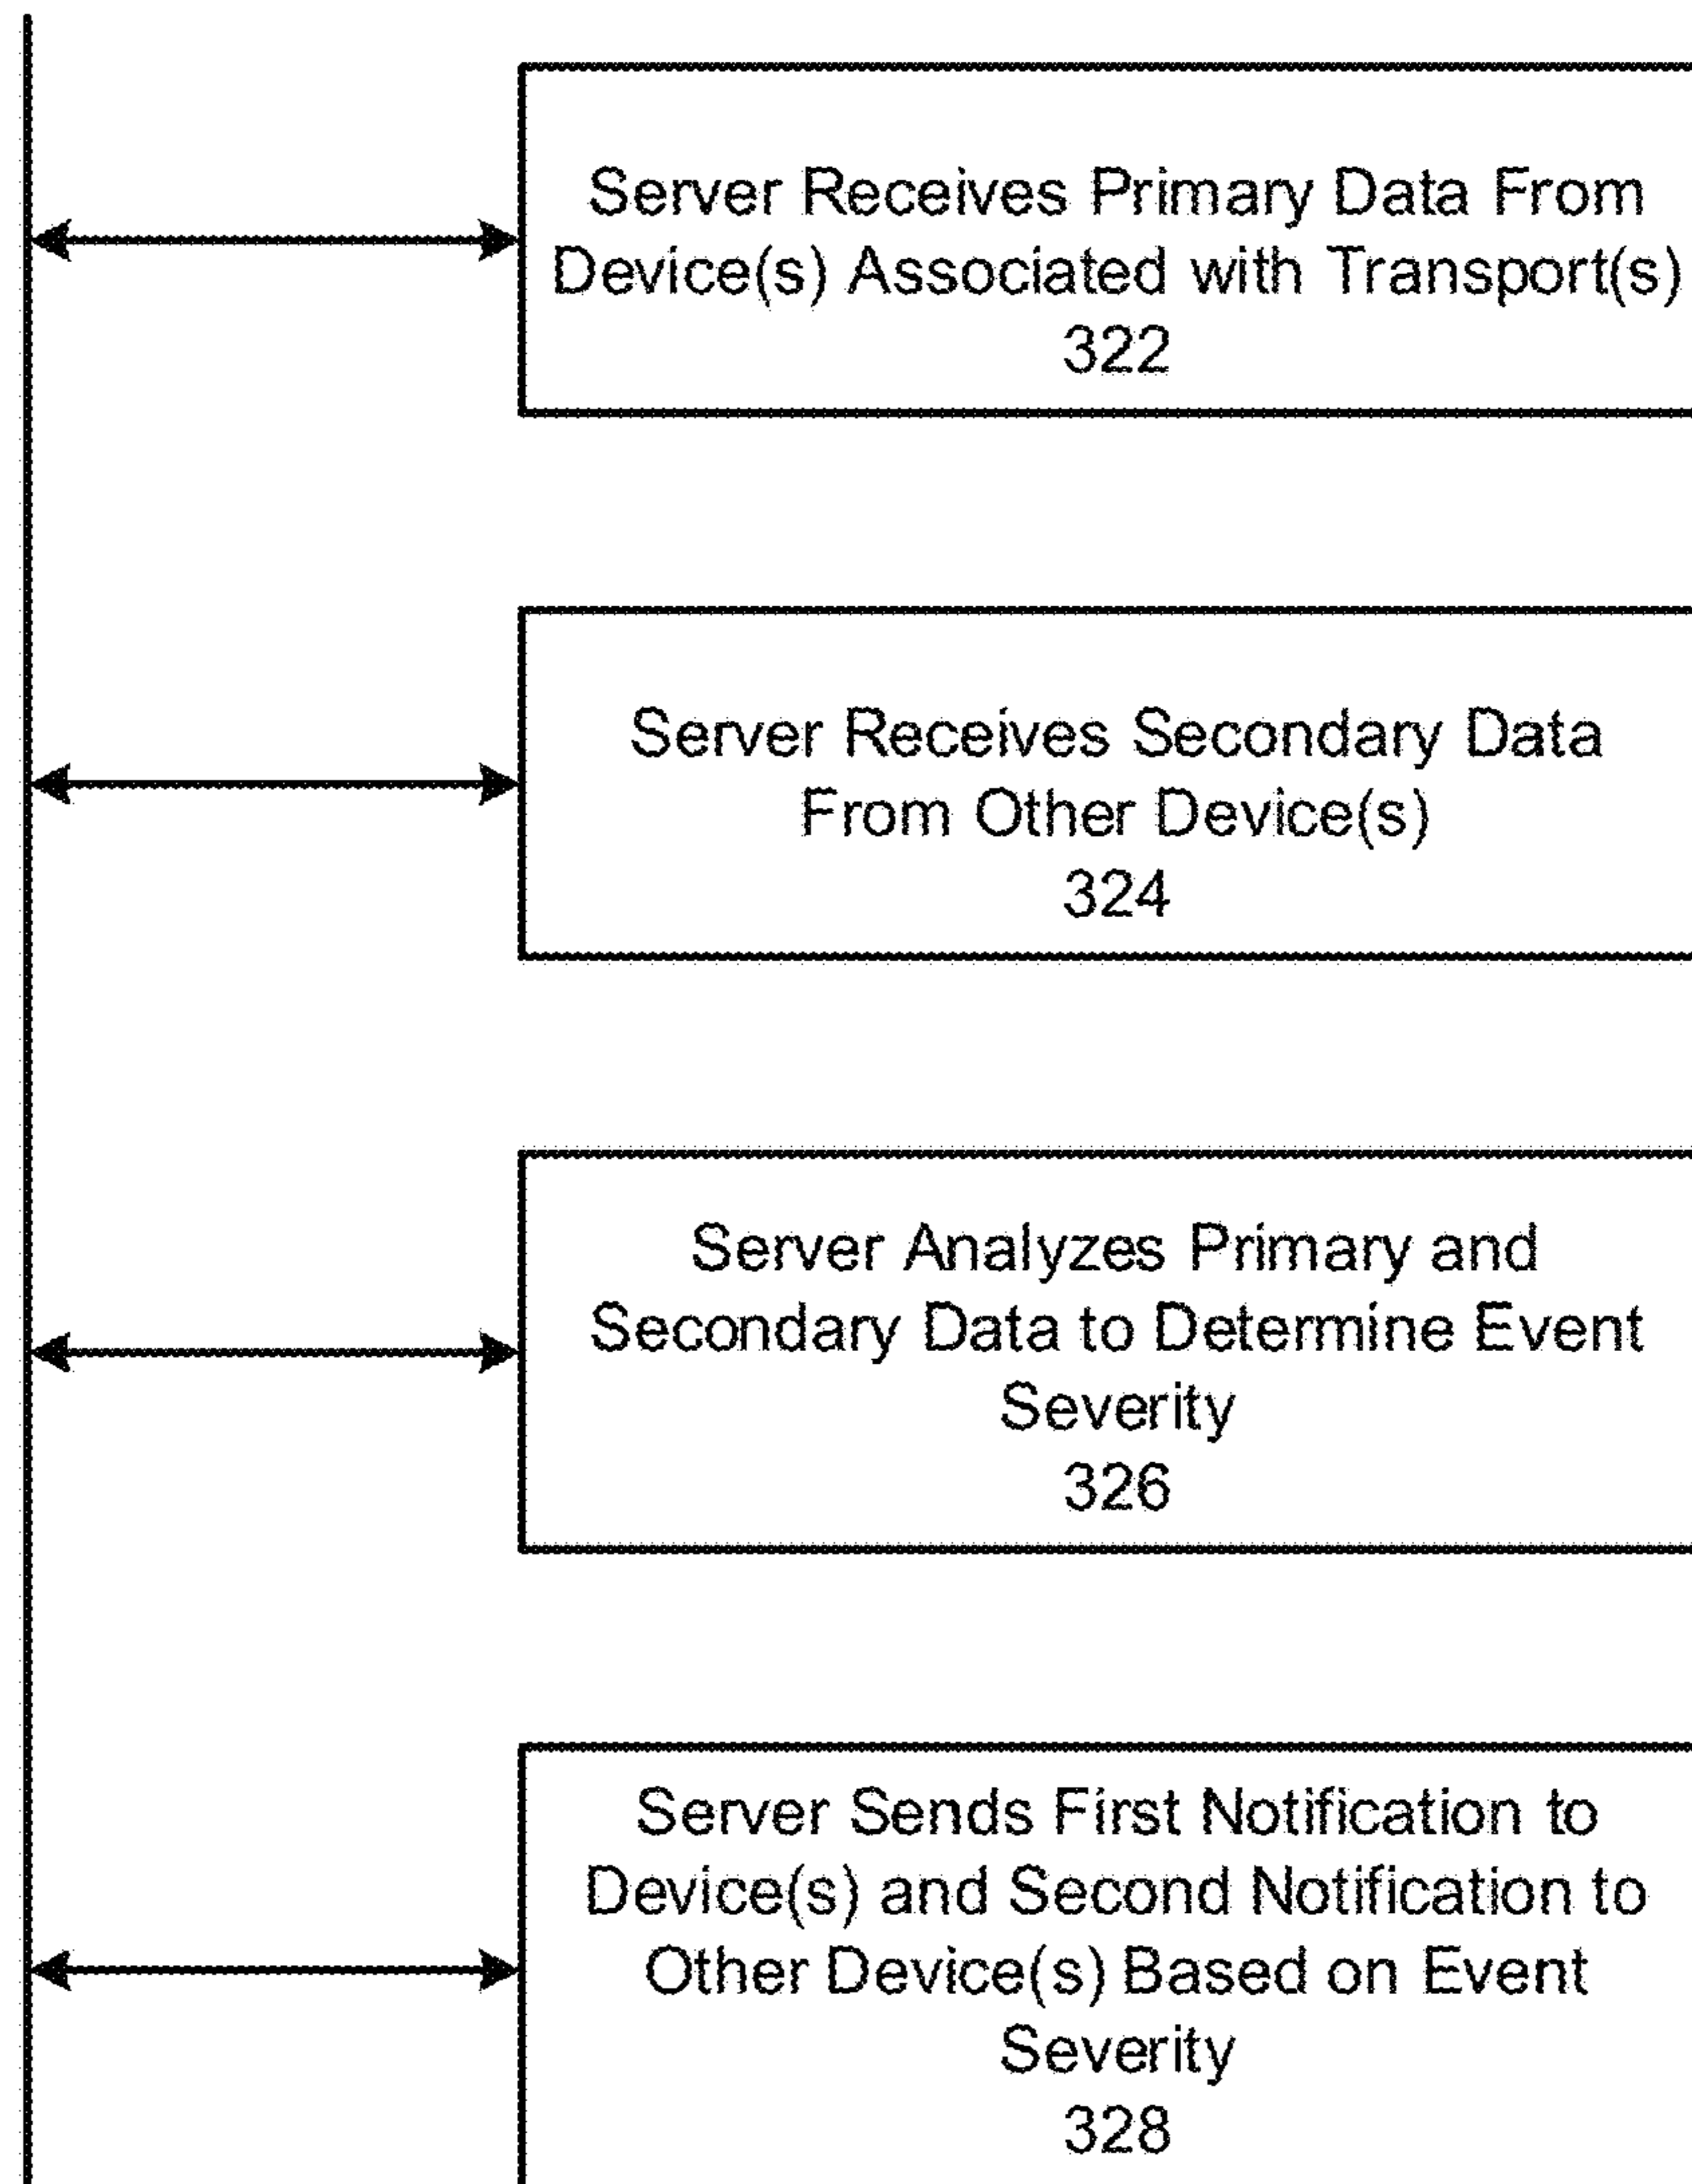 Server Receives Primary Data From
Device(s) Associated with Transport(s)
322
Server Receives Secondary Data
From Other Device(s)
324
Server Analyzes Primary and
Secondary Data to Determine Event
Severity
326
Server Sends First Notification to
Device(s) and Second Notification to
Other Device(s) Based on Event
Severity
328